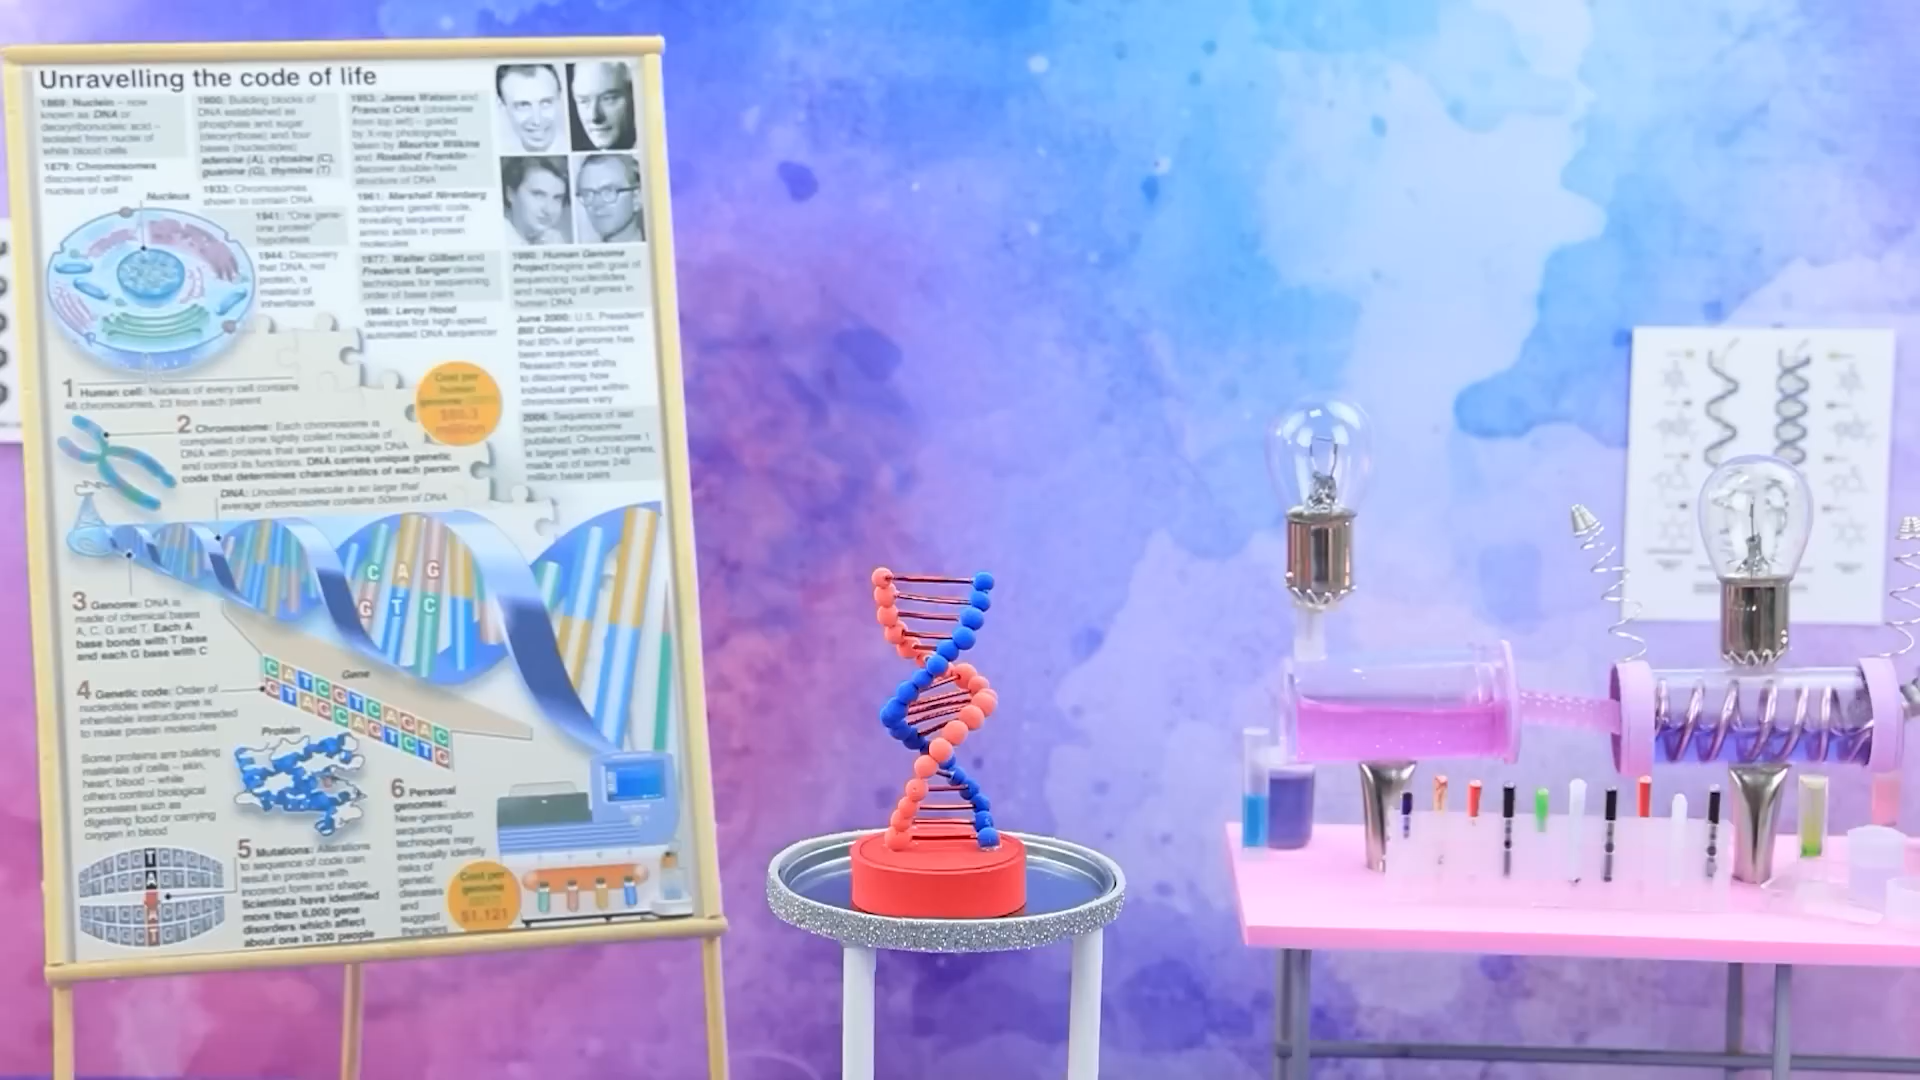 Unravelling the code of life
1869: Nuclein – now
known as DNA or
deoxyribonucleic acid –
isolated from nuclei of
white blood cells
1879: Chromosomes
discovered within
nucleus of cell
Nucleus
1900: Building blocks of
DNA established as
phosphate and sugar
(deoxyribose) and four
bases (nucleotides)
adenine (A), cytosine (C),
guanine (G), thymine (T)
1933: Chromosomes
shown to contain DNA
1941: "One gene-
one protein"
hypothesis
1944: Discovery
that DNA, not
protein, is
material of
inheritance
1953: James Watson and
Francis Crick (clockwise
from top left) – guided
by X-ray photographs
taken by Maurice Wilkins
and Rosalind Franklin –
discover double-helix
structure of DNA
1961: Marshall Nirenberg
deciphers genetic code,
revealing sequence of
amino acids in protein
molecules
1977: Walter Gilbert and
Frederick Sanger devise
techniques for sequencing
order of base pairs
1986: Leroy Hood
develops first high-speed
automated DNA sequencer
1990: Human Genome
Project begins with goal of
sequencing nucleotides
and mapping all genes in
human DNA
June 2000: U.S. President
Bill Clinton announces
that 85% of genome has
been sequenced.
Research now shifts
to discovering how
individual genes within
chromosomes vary
2006: Sequence of last
human chromosome
published. Chromosome 1
is largest with 4,316 genes,
made up of some 249
million base pairs
Cost per
human
genome
$95.3
million
1 Human cell: Nucleus of every cell contains
46 chromosomes, 23 from each parent
2 Chromosome: Each chromosome is
comprised of one tightly coiled molecule of
DNA with proteins that serve to package DNA
and control its functions. DNA carries unique genetic
code that determines characteristics of each person
DNA: Uncoiled molecule is so large that
average chromosome contains 50mm of DNA
C A G
G T C
3 Genome: DNA is
made of chemical bases
A, C, G and T. Each A
base bonds with T base
and each G base with C
Gene
CATCGTCAGAC
GTAGCAGTCTG
4 Genetic code: Order of
nucleotides within gene is
inheritable instructions needed
to make protein molecules
Protein
Some proteins are building
materials of cells – skin,
heart, blood – while
others control biological
processes such as
digesting food or carrying
oxygen in blood
5 Mutations: Alterations
to sequence of code can
result in proteins with
incorrect form and shape.
Scientists have identified
more than 6,000 gene
disorders which affect
about one in 200 people
6 Personal
genomes:
New-generation
sequencing
techniques may
eventually identify
risks of
genetic
diseases
and
suggest
therapies
Cost per
genome
$1,121